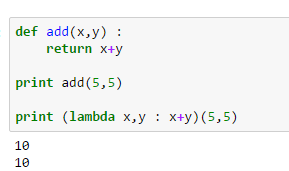 def add(x,y) :
    return x+y
print add(5,5)
print (lambda x,y : x+y)(5,5)
10
10